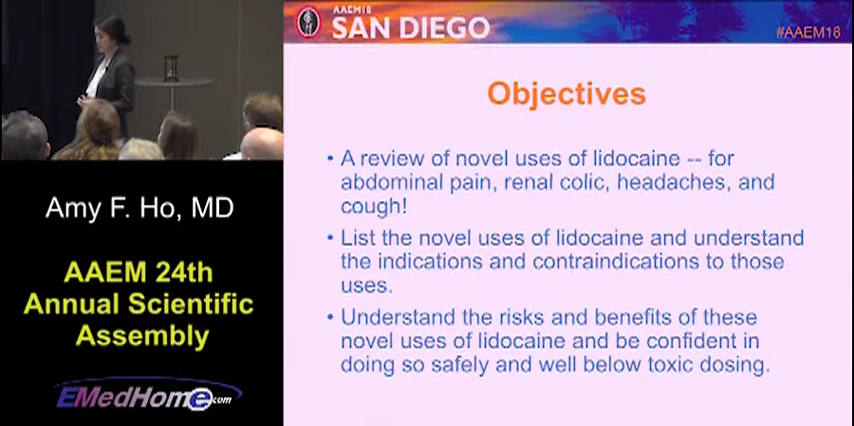 AAEM18
SAN DIEGO
#AAEM18
Objectives
• A review of novel uses of lidocaine -- for
abdominal pain, renal colic, headaches, and
cough!
• List the novel uses of lidocaine and understand
the indications and contraindications to those
uses.
• Understand the risks and benefits of these
novel uses of lidocaine and be confident in
doing so safely and well below toxic dosing.
Amy F. Ho, MD
AAEM 24th
Annual Scientific
Assembly
EMedHome.com